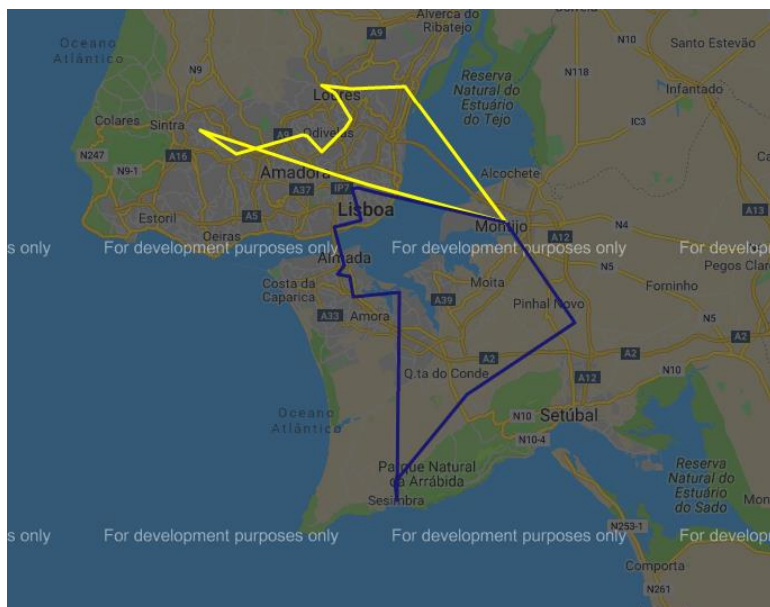 Alverca do
Ribatejo
Oceano
Atlântico
A9
N10
Santo Estevão
N9
Reserva
Natural do
Estuário
do Tejo
N118
Infantado
Loures
Colares
Sintra
A9
Odivelas
IC3
N247
A16
N9-1
Amadora
Alcochete
A37
IP7
Lisboa
A13
Estoril
A5
Oeiras
Montijo
N4
s only
For development purposes only
For development purposes only
For develop
A12
Almada
N5
Pegos Clar
Costa da
Caparica
Moita
Forninho
A39
Pinhal Novo
A33
Amora
N5
A2
A2
A2
Q.ta do Conde
N10
A12
Oceano
Atlântico
N10
Setúbal
N10-4
Parque Natural
da Arrábida
Reserva
Natural do
Estuário
do Sado
Sesimbra
Mon
N253-1
s only
For development purposes only
For development purposes only
For develop
Comporta
N261